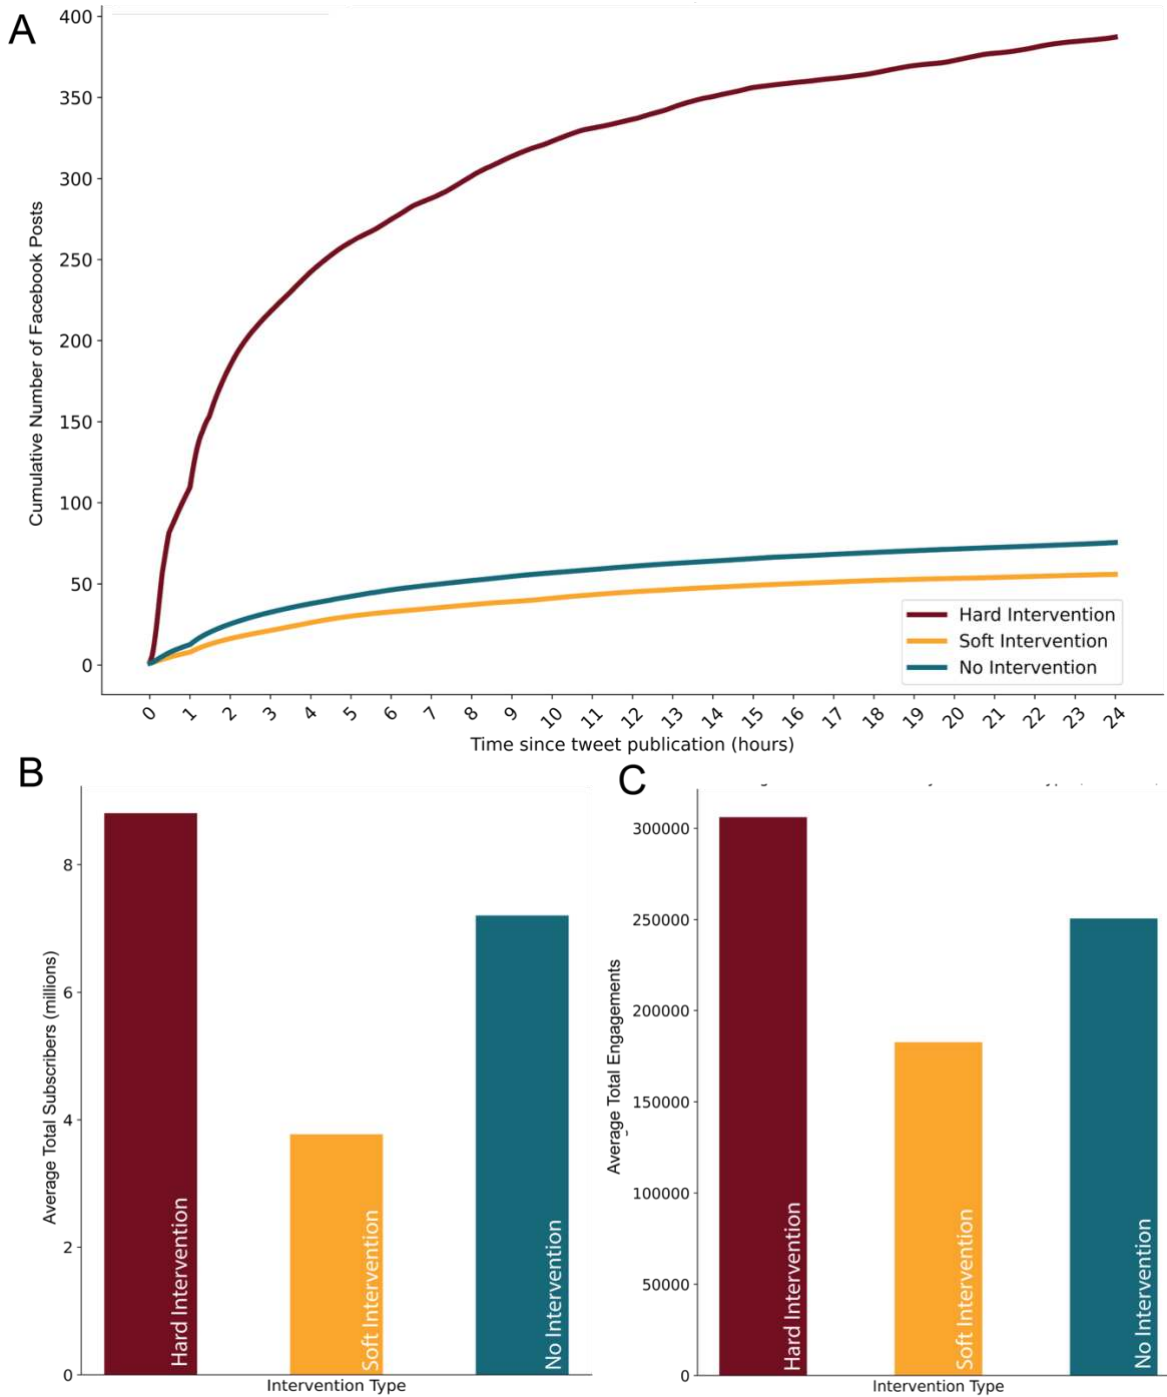 A
Cumulative Number of Facebook Posts
400
350
300
250
200
150
100
50
0
Hard Intervention
Soft Intervention
No Intervention
0 1 2 3 4 5 6 7 8 9 10 11 12 13 14 15 16 17 18 19 20 21 22 23 24
Time since tweet publication (hours)
B
Average Total Subscribers (millions)
8
6
4
2
0
Hard Intervention
Soft Intervention
No Intervention
Intervention Type
C
Average Total Engagements
300000
250000
200000
150000
100000
50000
0
Hard Intervention
Soft Intervention
No Intervention
Intervention Type